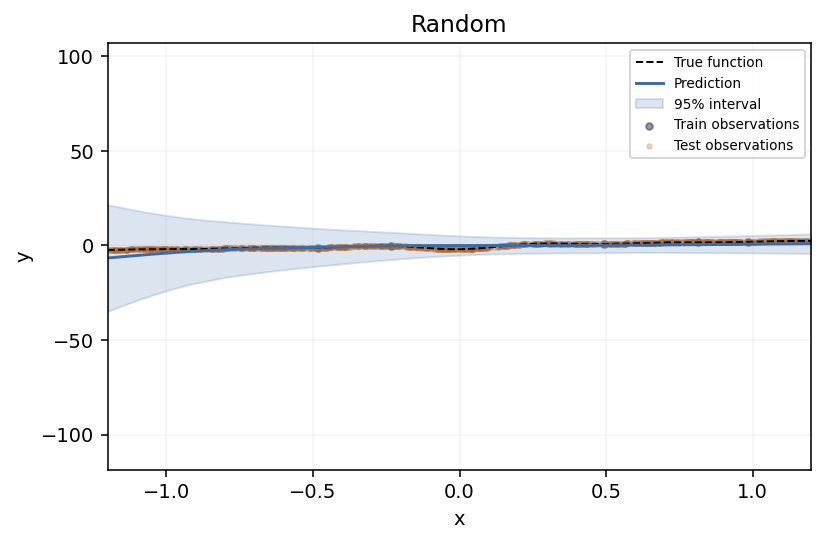 Random
100
50
0
−50
−100
y
−1.0
−0.5
0.0
0.5
1.0
x
True function
Prediction
95% interval
Train observations
Test observations